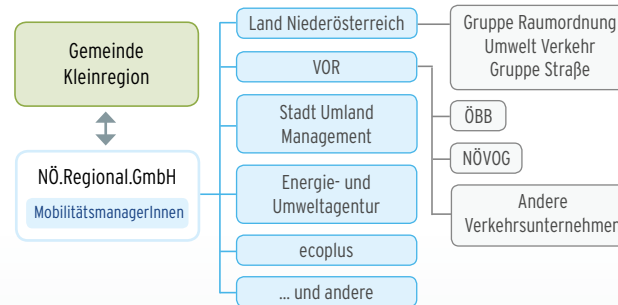 Gemeinde
Kleinregion
NÖ.Regional.GmbH
MobilitätsmanagerInnen
Land Niederösterreich
VOR
Stadt Umland
Management
Energie- und
Umweltagentur
ecoplus
... und andere
Gruppe Raumordnung
Umwelt Verkehr
Gruppe Straße
ÖBB
NÖVOG
Andere
Verkehrsunternehmen